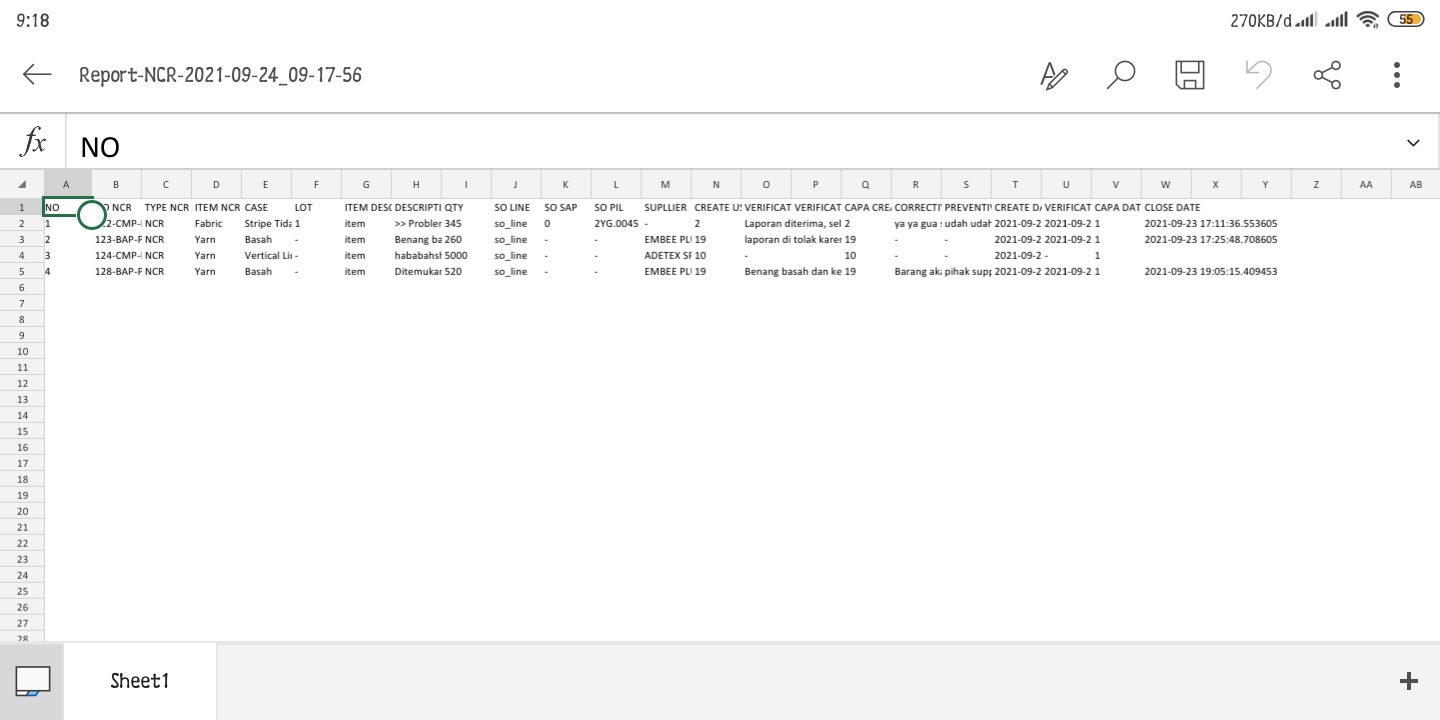 9:18 270KB/d 55
Report-NCR-2021-09-24_09-17-56
fx NO
A B C D E F G H I J K L M N O P Q R S T U V W X Y Z AA AB
1 NO NCR TYPE NCR ITEM NCR CASE LOT ITEM DESC DESCRIPTI QTY SO LINE SO SAP SO PIL SUPLLIER CREATE US VERIFICAT VERIFICAT CAPA CREA CORRECTI PREVENTIV CREATE DA VERIFICAT CAPA DAT CLOSE DATE
2 1 2-CMP-F NCR Fabric Stripe Tida 1 item >> Probler 345 so_line 0 2YG.0045 - 2 Laporan diterima, sel 2 ya ya gua s udah udah 2021-09-2 2021-09-2 1 2021-09-23 17:11:36.553605
3 2 123-BAP-F NCR Yarn Basah - item Benang ba 260 so_line - - EMBEE PLI 19 laporan di tolak karen 19 - - 2021-09-2 2021-09-2 1 2021-09-23 17:25:48.708605
4 3 124-CMP- NCR Yarn Vertical Lin - item hababahsh 5000 so_line - - ADETEX SF 10 - 10 - - 2021-09-2 - 1
5 4 128-BAP-F NCR Yarn Basah - item Ditemukar 520 so_line - - EMBEE PLI 19 Benang basah dan ke 19 Barang aka pihak supp 2021-09-2 2021-09-2 1 2021-09-23 19:05:15.409453
6
7
8
9
10
11
12
13
14
15
16
17
18
19
20
21
22
23
24
25
26
27
28
Sheet1